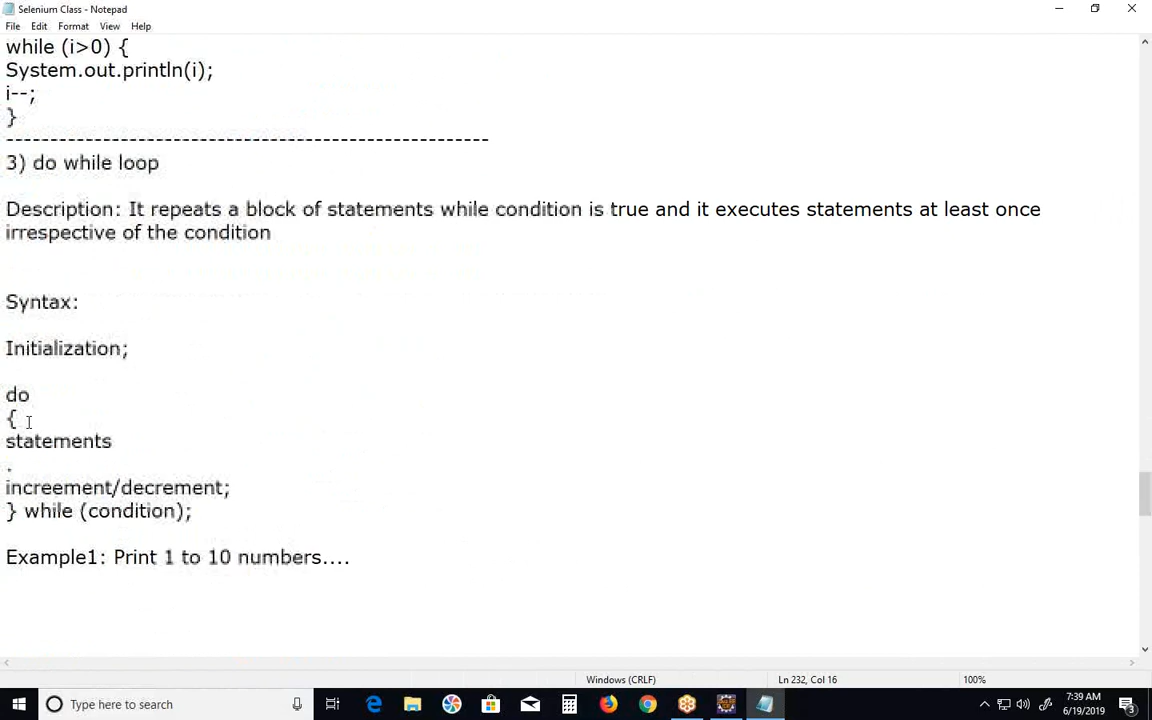 Selenium Class - Notepad
File Edit Format View Help
while (i>0) {
System.out.println(i);
i--;
}
-------------------------------------------------------
3) do while loop
Description: It repeats a block of statements while condition is true and it executes statements at least once
irrespective of the condition
Syntax:
Initialization;
do
{
statements
.
increement/decrement;
} while (condition);
Example1: Print 1 to 10 numbers....
Windows (CRLF) Ln 232, Col 16 100%
Type here to search
7:39 AM
6/19/2019
3